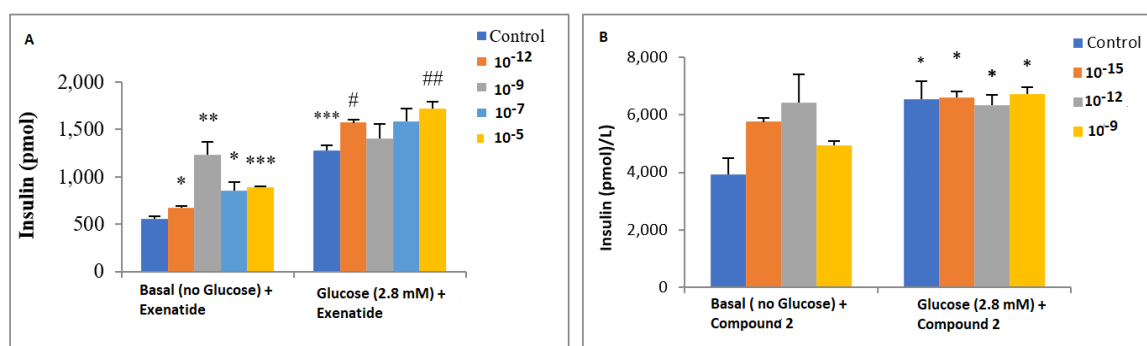 A
Control
10-12
10-9
10-7
10-5
2,000
1,500
1,000
500
0
Insulin (pmol)
*
**
*
***
***
#
##
Basal (no Glucose) +
Exenatide
Glucose (2.8 mM) +
Exenatide
B
Control
10-15
10-12
10-9
8,000
6,000
4,000
2,000
0
Insulin (pmol)/L)
*
*
*
*
Basal ( no Glucose) +
Compound 2
Glucose (2.8 mM) +
Compound 2